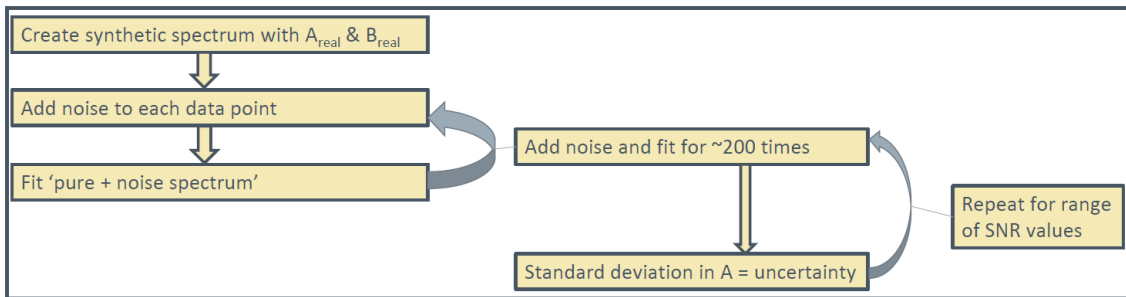 Create synthetic spectrum with Areal & Breal
Add noise to each data point
Fit ‘pure + noise spectrum’
Add noise and fit for ~200 times
Standard deviation in A = uncertainty
Repeat for range
of SNR values